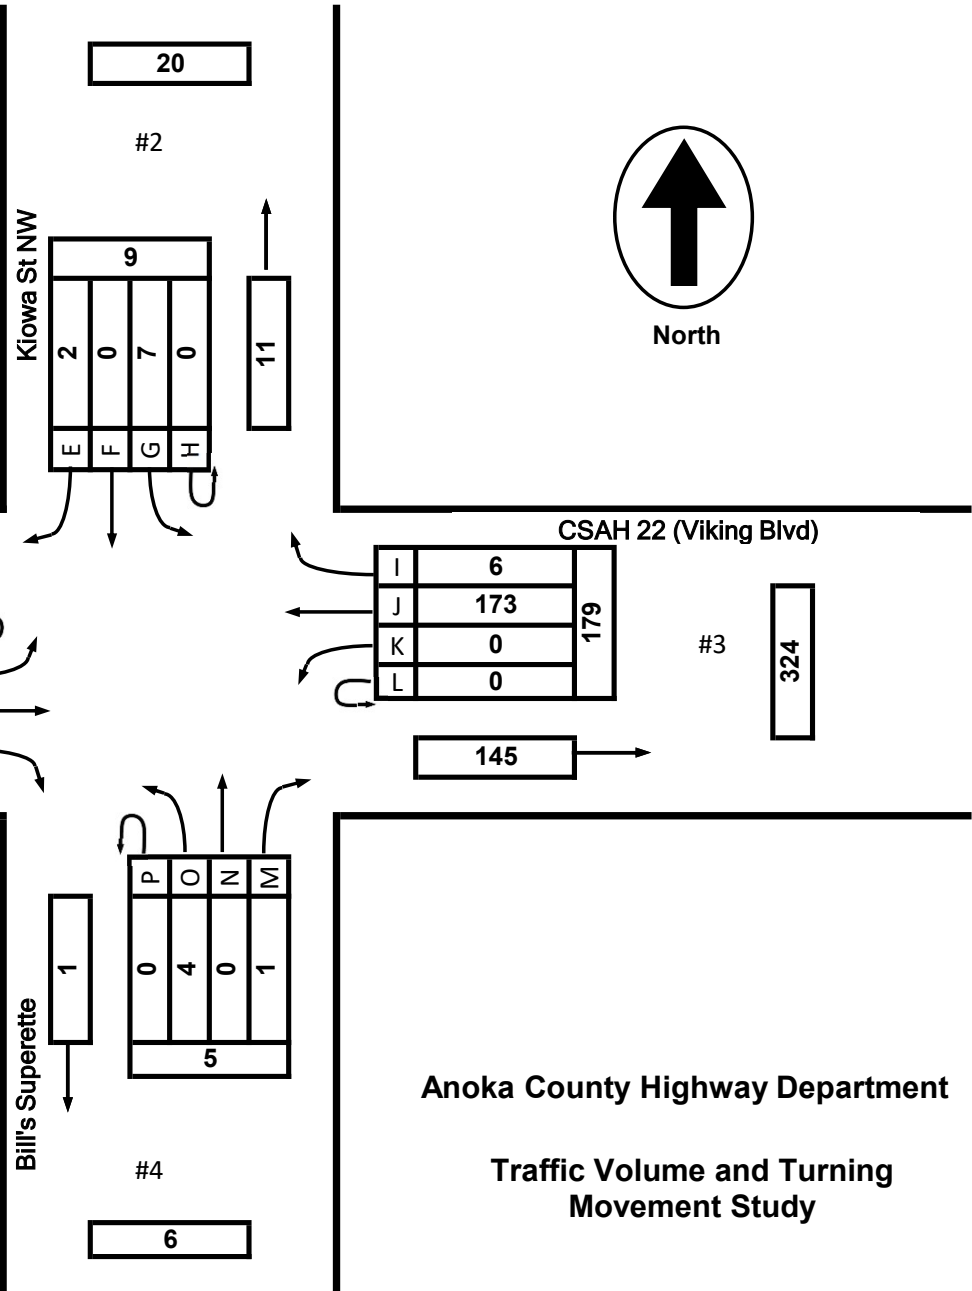 20
#2
Kiowa St NW
9
2 0 7 0
E F G H
11
North
CSAH 22 (Viking Blvd)
I 6
J 173
K 0
L 0
179
#3
324
145
P O N M
0 4 0 1
5
1
Bill's Superette
#4
6
Anoka County Highway Department
Traffic Volume and Turning
Movement Study